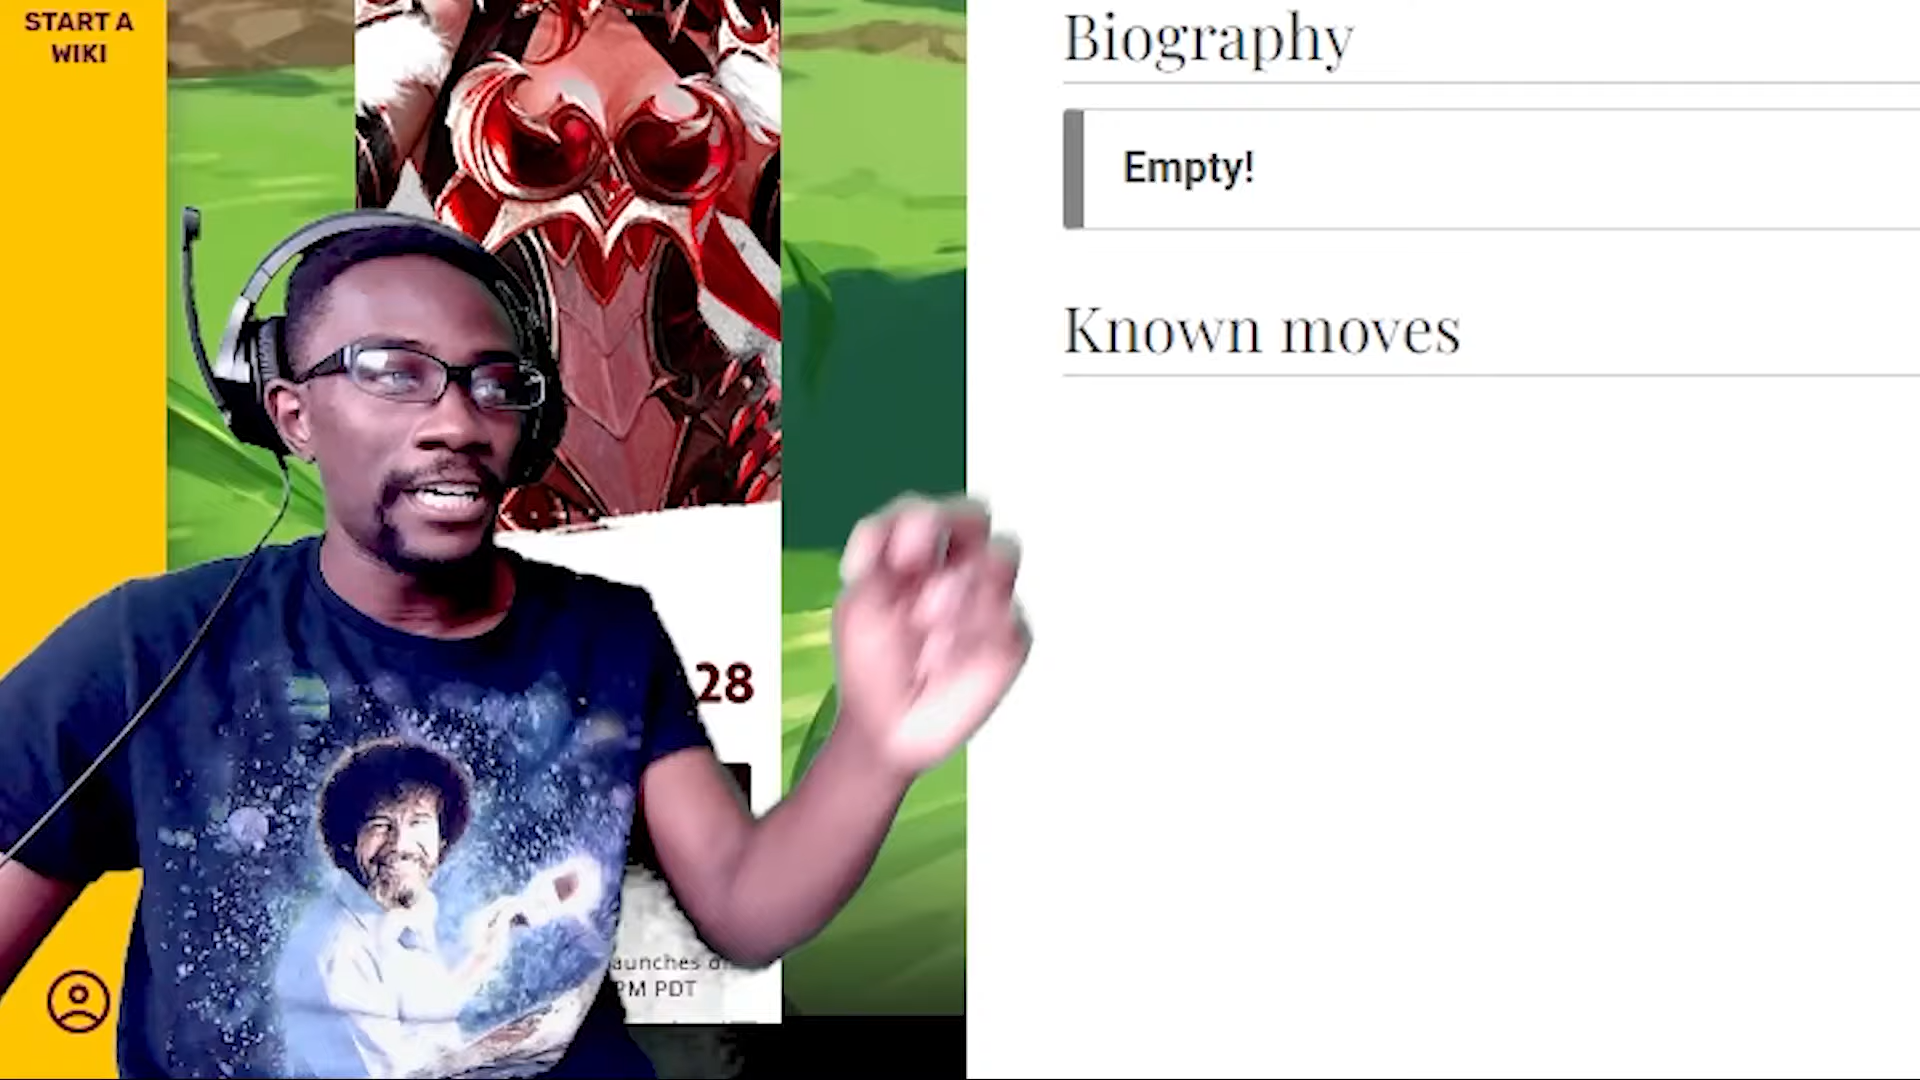 START A
WIKI
Biography
Empty!
Known moves
28
PM PDT